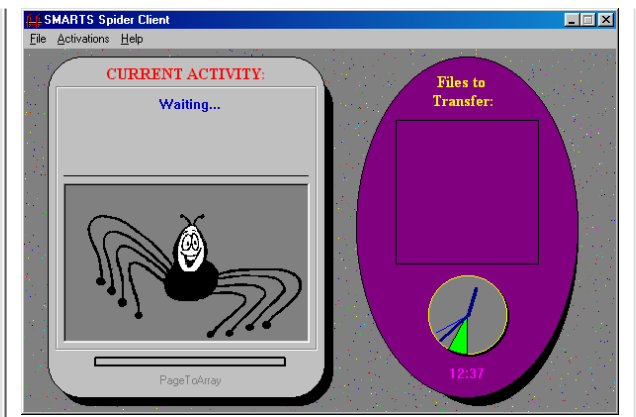 SMARTS Spider Client
File Activations Help
CURRENT ACTIVITY:
Waiting...
PageToArray
Files to
Transfer:
12:37